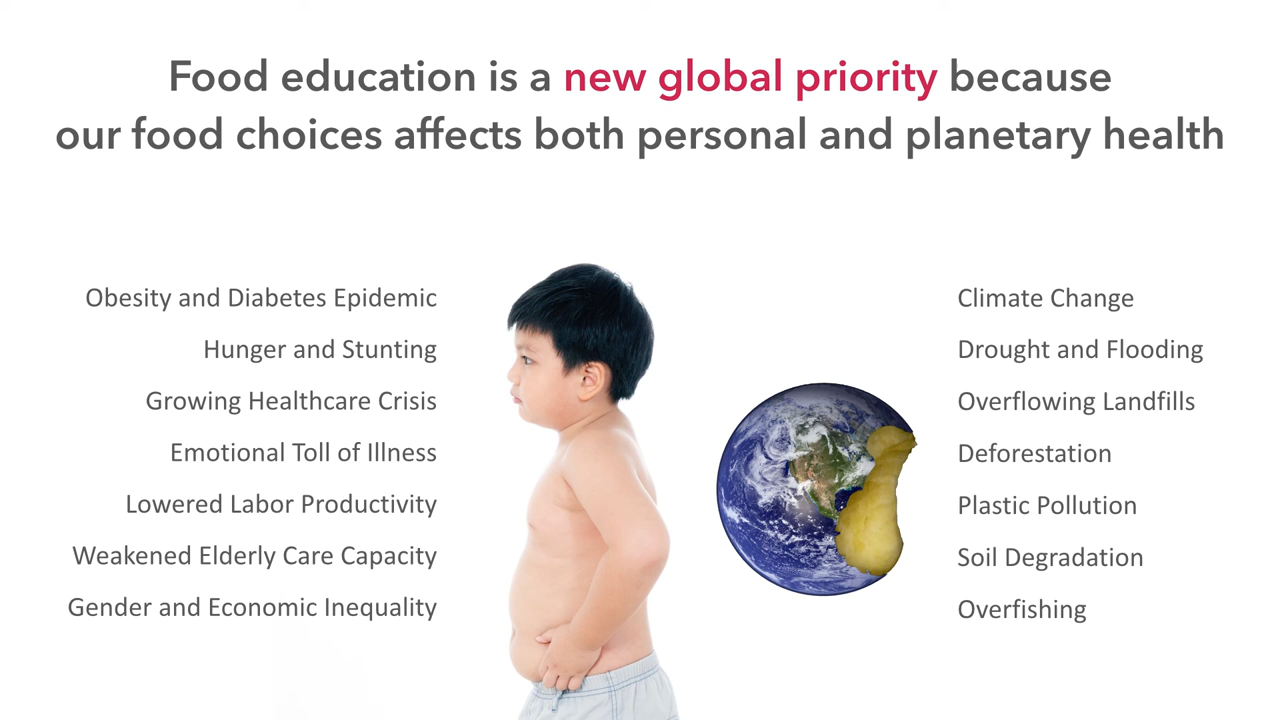 Food education is a new global priority because
our food choices affects both personal and planetary health
Obesity and Diabetes Epidemic
Hunger and Stunting
Growing Healthcare Crisis
Emotional Toll of Illness
Lowered Labor Productivity
Weakened Elderly Care Capacity
Gender and Economic Inequality
Climate Change
Drought and Flooding
Overflowing Landfills
Deforestation
Plastic Pollution
Soil Degradation
Overfishing